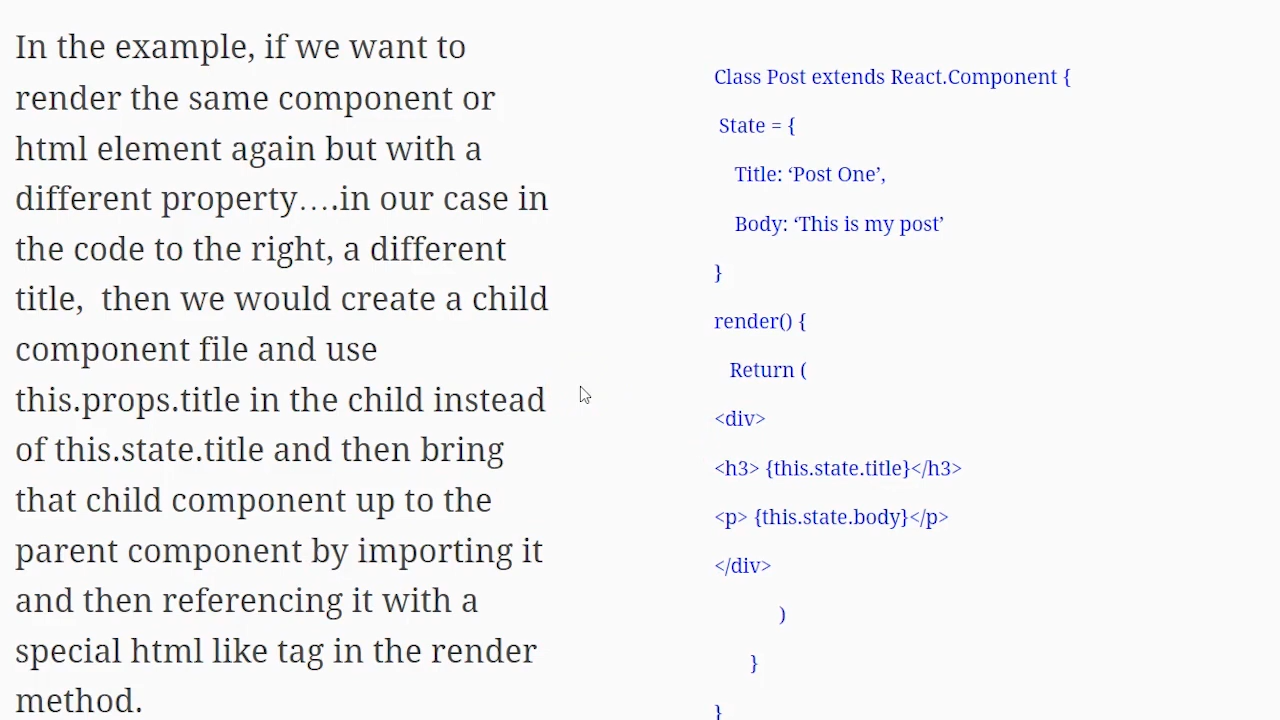 In the example, if we want to
render the same component or
html element again but with a
different property….in our case in
the code to the right, a different
title,  then we would create a child
component file and use
this.props.title in the child instead
of this.state.title and then bring
that child component up to the
parent component by importing it
and then referencing it with a
special html like tag in the render
method.
Class Post extends React.Component {
State = {
Title: ‘Post One’,
Body: ‘This is my post’
}
render() {
Return (
<div>
<h3> {this.state.title}</h3>
<p> {this.state.body}</p>
</div>
)
}
}